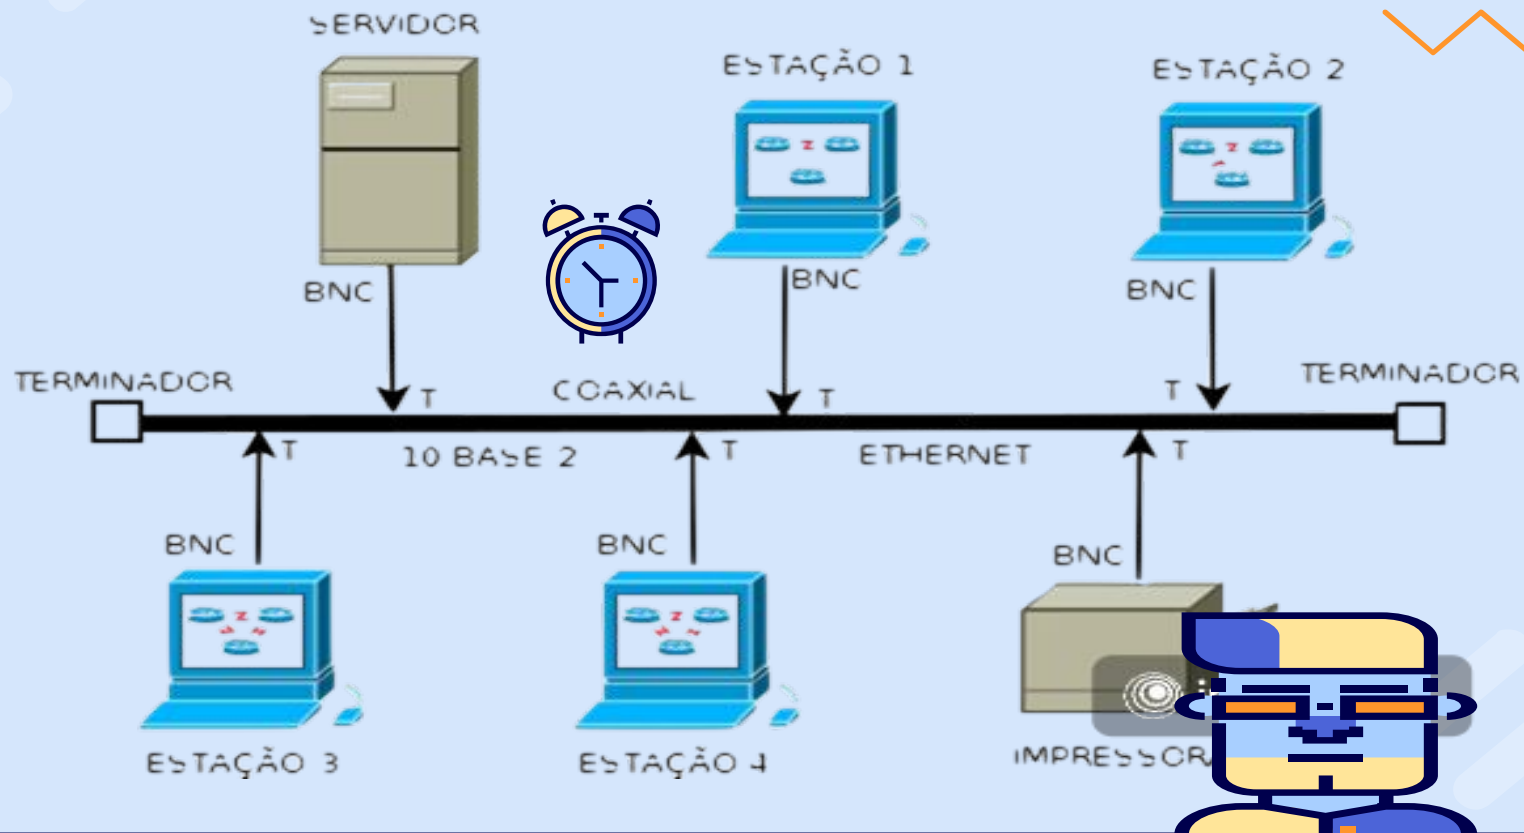 SERVIDOR
ESTAÇÃO 1
ESTAÇÃO 2
BNC
BNC
BNC
TERMINADOR
T
COAXIAL
T
T
TERMINADOR
T
10 BASE 2
T
ETHERNET
T
BNC
BNC
BNC
ESTAÇÃO 3
ESTAÇÃO 4
IMPRESSORA